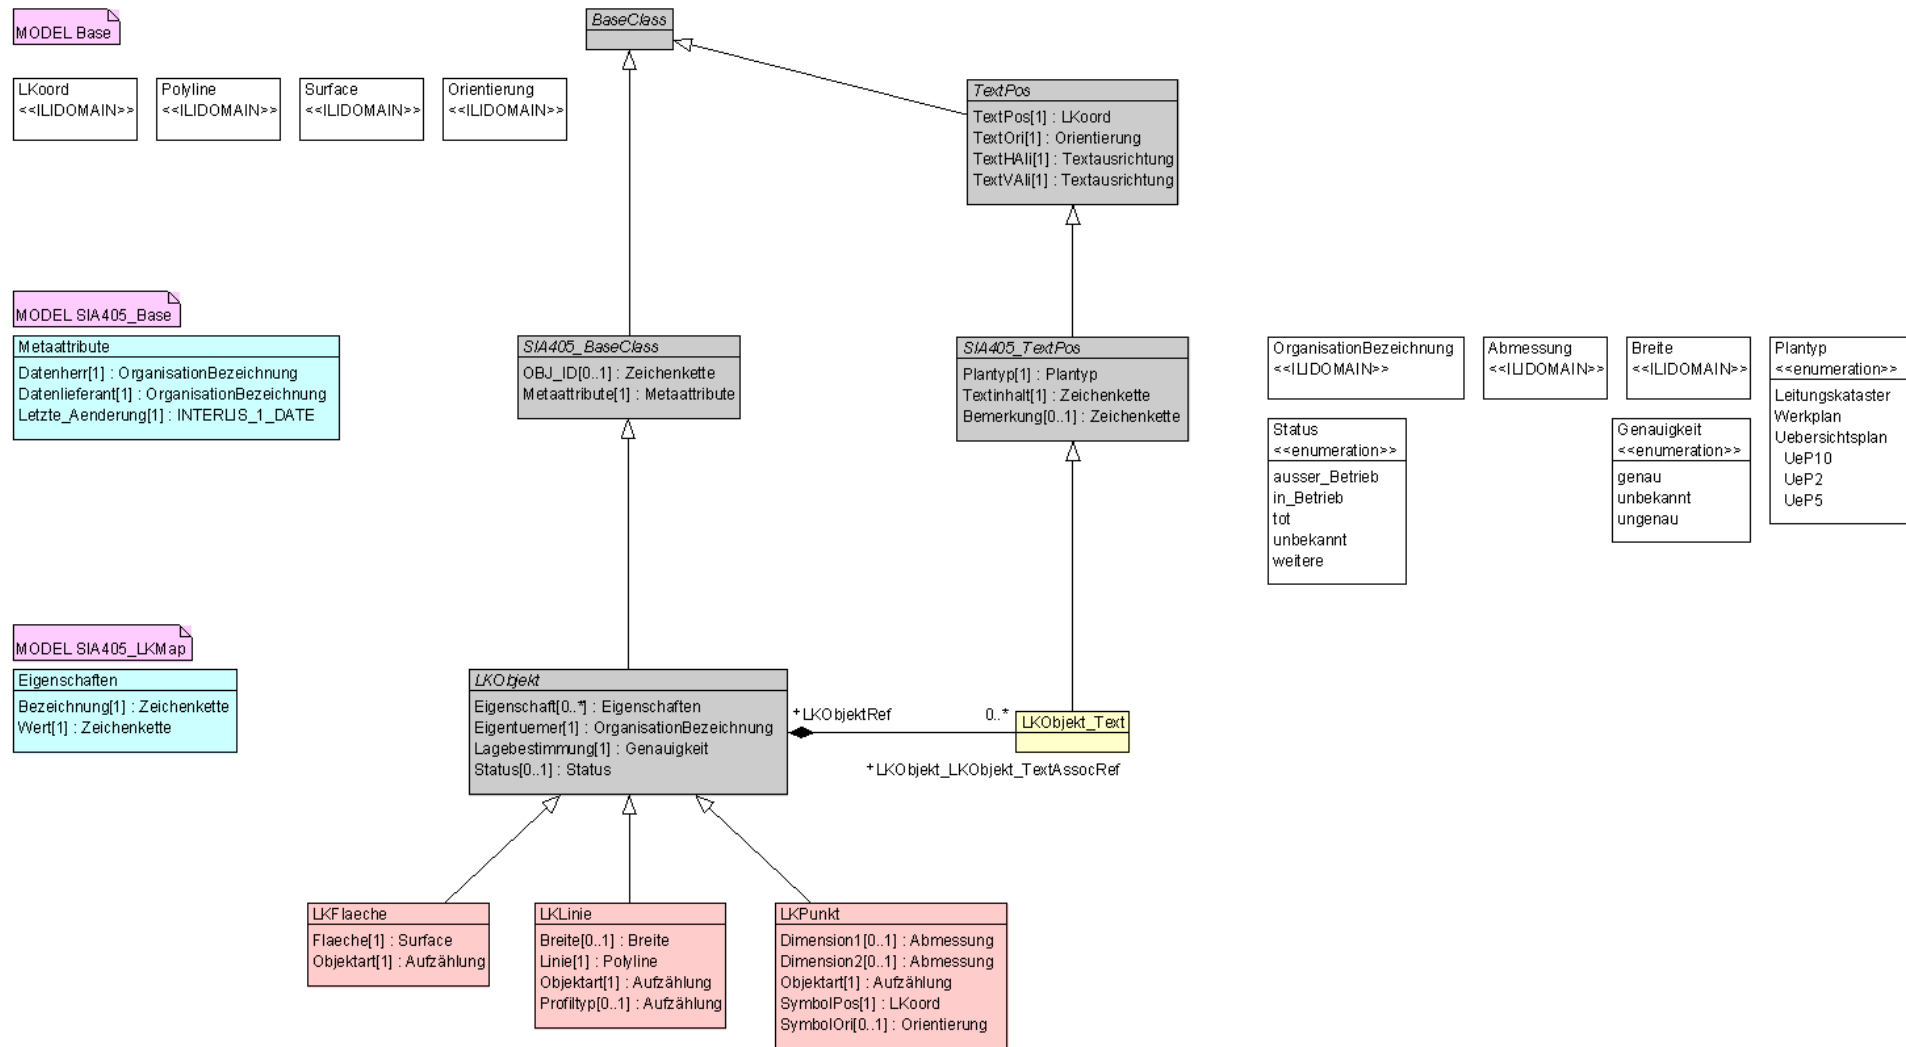 MODEL Base
BaseClass
LKoord
<<ILIDOMAIN>>
Polyline
<<ILIDOMAIN>>
Surface
<<ILIDOMAIN>>
Orientierung
<<ILIDOMAIN>>
TextPos
TextPos[1] : LKoord
TextOri[1] : Orientierung
TextHAli[1] : Textausrichtung
TextVAli[1] : Textausrichtung
MODEL SIA405_Base
Metaattribute
Datenherr[1] : OrganisationBezeichnung
Datenlieferant[1] : OrganisationBezeichnung
Letzte_Aenderung[1] : INTERLIS_1_DATE
SIA405_BaseClass
OBJ_ID[0..1] : Zeichenkette
Metaattribute[1] : Metaattribute
SIA405_TextPos
Plantyp[1] : Plantyp
Textinhalt[1] : Zeichenkette
Bemerkung[0..1] : Zeichenkette
OrganisationBezeichnung
<<ILIDOMAIN>>
Abmessung
<<ILIDOMAIN>>
Breite
<<ILIDOMAIN>>
Plantyp
<<enumeration>>
Leitungskataster
Werkplan
Uebersichtsplan
UeP10
UeP2
UeP5
Status
<<enumeration>>
ausser_Betrieb
in_Betrieb
tot
unbekannt
weitere
Genauigkeit
<<enumeration>>
genau
unbekannt
ungenau
MODEL SIA405_LKMap
Eigenschaften
Bezeichnung[1] : Zeichenkette
Wert[1] : Zeichenkette
LKObjekt
Eigenschaft[0..*] : Eigenschaften
Eigentuemer[1] : OrganisationBezeichnung
Lagebestimmung[1] : Genauigkeit
Status[0..1] : Status
+LKObjektRef
0..*
LKObjekt_Text
+LKObjekt_LKObjekt_TextAssocRef
LKFlaeche
Flaeche[1] : Surface
Objektart[1] : Aufzählung
LKLinie
Breite[0..1] : Breite
Linie[1] : Polyline
Objektart[1] : Aufzählung
Profiltyp[0..1] : Aufzählung
LKPunkt
Dimension1[0..1] : Abmessung
Dimension2[0..1] : Abmessung
Objektart[1] : Aufzählung
SymbolPos[1] : LKoord
SymbolOri[0..1] : Orientierung